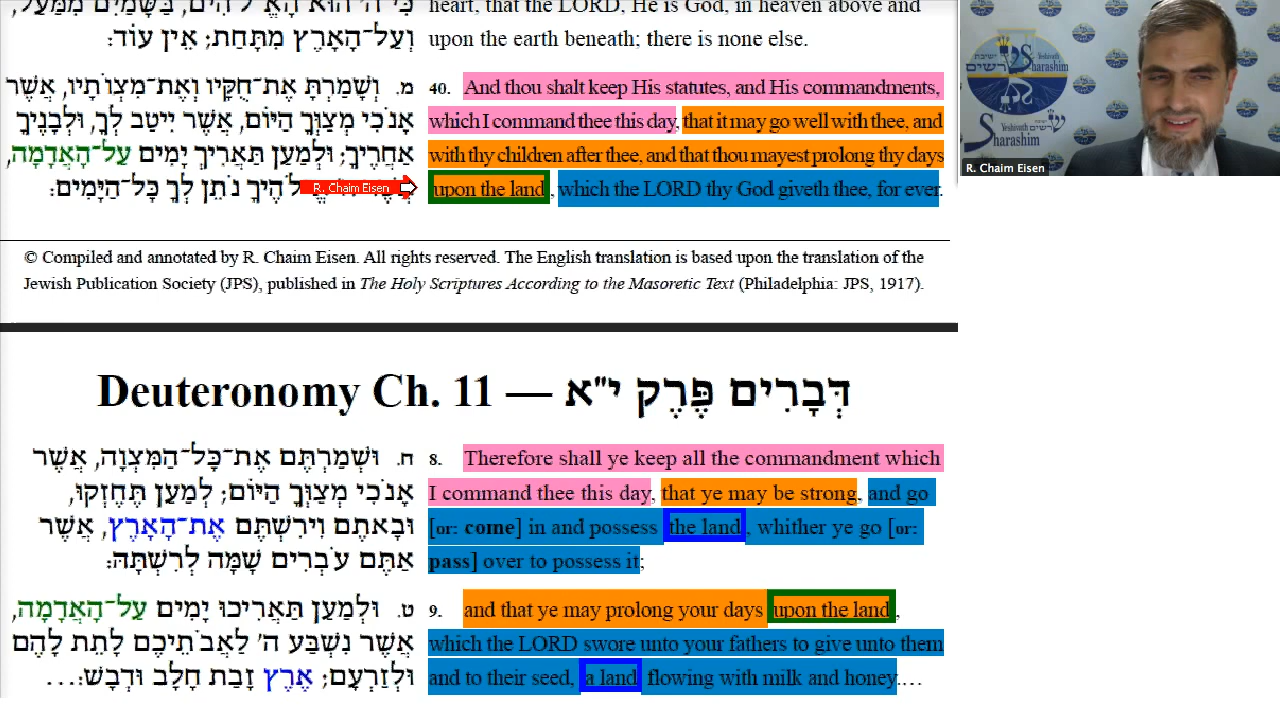 כִּי ה' הוּא הָאֱ־לֹהִים, בַּשָּׁמַיִם מִמַּעַל,
וְעַל־הָאָרֶץ מִתָּחַת; אֵין עוֹד:
heart, that the LORD, He is God, in heaven above and
upon the earth beneath; there is none else.
מ. וְשָׁמַרְתָּ אֶת־חֻקָּיו וְאֶת־מִצְוֹתָיו, אֲשֶׁר
אָנֹכִי מְצַוְּךָ הַיּוֹם, אֲשֶׁר יִיטַב לְךָ, וּלְבָנֶיךָ
אַחֲרֶיךָ; וּלְמַעַן תַּאֲרִיךְ יָמִים עַל־הָאֲדָמָה,
לֹהֶיךָ נֹתֵן לְךָ כָּל־הַיָּמִים:
R. Chaim Eisen
40. And thou shalt keep His statutes, and His commandments,
which I command thee this day, that it may go well with thee, and
with thy children after thee, and that thou mayest prolong thy days
upon the land, which the LORD thy God giveth thee, for ever.
© Compiled and annotated by R. Chaim Eisen. All rights reserved. The English translation is based upon the translation of the
Jewish Publication Society (JPS), published in The Holy Scriptures According to the Masoretic Text (Philadelphia: JPS, 1917).
Deuteronomy Ch. 11 — דְּבָרִים פֶּרֶק י"א
ח. וּשְׁמַרְתֶּם אֶת־כָּל־הַמִּצְוָה, אֲשֶׁר
אָנֹכִי מְצַוְּךָ הַיּוֹם; לְמַעַן תֶּחֶזְקוּ,
וּבָאתֶם וִירִשְׁתֶּם אֶת־הָאָרֶץ, אֲשֶׁר
אַתֶּם עֹבְרִים שָׁמָּה לְרִשְׁתָּהּ:
8. Therefore shall ye keep all the commandment which
I command thee this day, that ye may be strong, and go
[or: come] in and possess the land, whither ye go [or:
pass] over to possess it;
ט. וּלְמַעַן תַּאֲרִיכוּ יָמִים עַל־הָאֲדָמָה,
אֲשֶׁר נִשְׁבַּע ה' לַאֲבֹתֵיכֶם לָתֵת לָהֶם
וּלְזַרְעָם; אֶרֶץ זָבַת חָלָב וּדְבָשׁ:…
9. and that ye may prolong your days upon the land,
which the LORD swore unto your fathers to give unto them
and to their seed, a land flowing with milk and honey.…
ישיבת
שרשים
Yeshivath
Sharashim
Yeshivath
Sharashim
R. Chaim Eisen